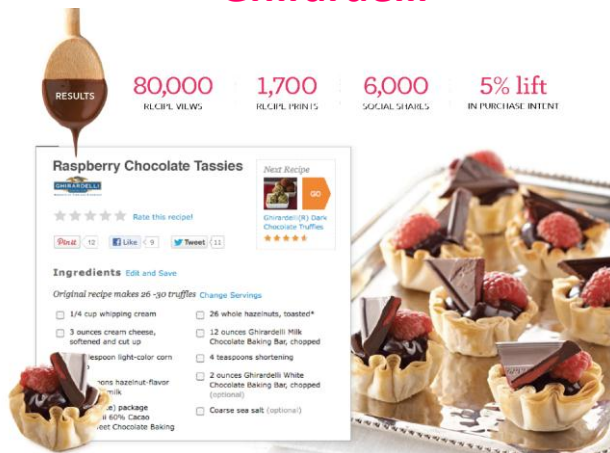 RESULTS
80,000
RECIPE VIEWS
1,700
RECIPE PRINTS
6,000
SOCIAL SHARES
5% lift
IN PURCHASE INTENT
Raspberry Chocolate Tassies
GHIRARDELLI
Rate this recipe!
Pin it 12
Like 9
Tweet 11
Next Recipe
GO
Ghirardelli(R) Dark
Chocolate Truffles
Ingredients Edit and Save
Original recipe makes 26 -30 truffles Change Servings
1/4 cup whipping cream
3 ounces cream cheese,
softened and cut up
light-color corn
hazelnut-flavor
milk
package
60% Cacao
Chocolate Baking
26 whole hazelnuts, toasted*
12 ounces Ghirardelli Milk
Chocolate Baking Bar, chopped
4 teaspoons shortening
2 ounces Ghirardelli White
Chocolate Baking Bar, chopped
(optional)
Coarse sea salt (optional)